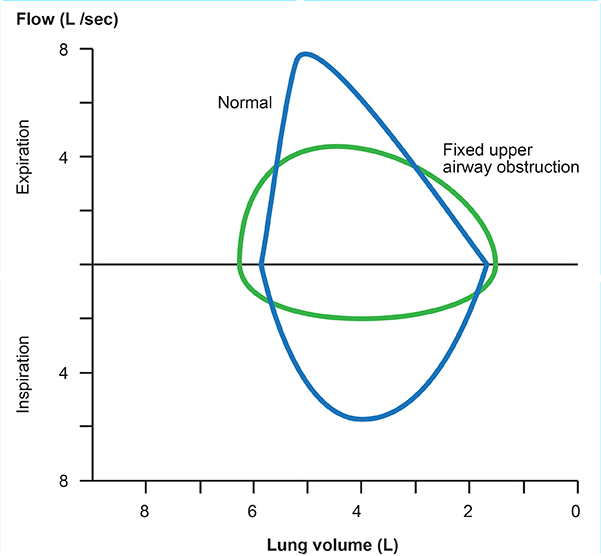 Flow (L /sec)
8
Normal
4
Fixed upper
airway obstruction
Expiration
Inspiration
4
8
8
6
4
2
0
Lung volume (L)